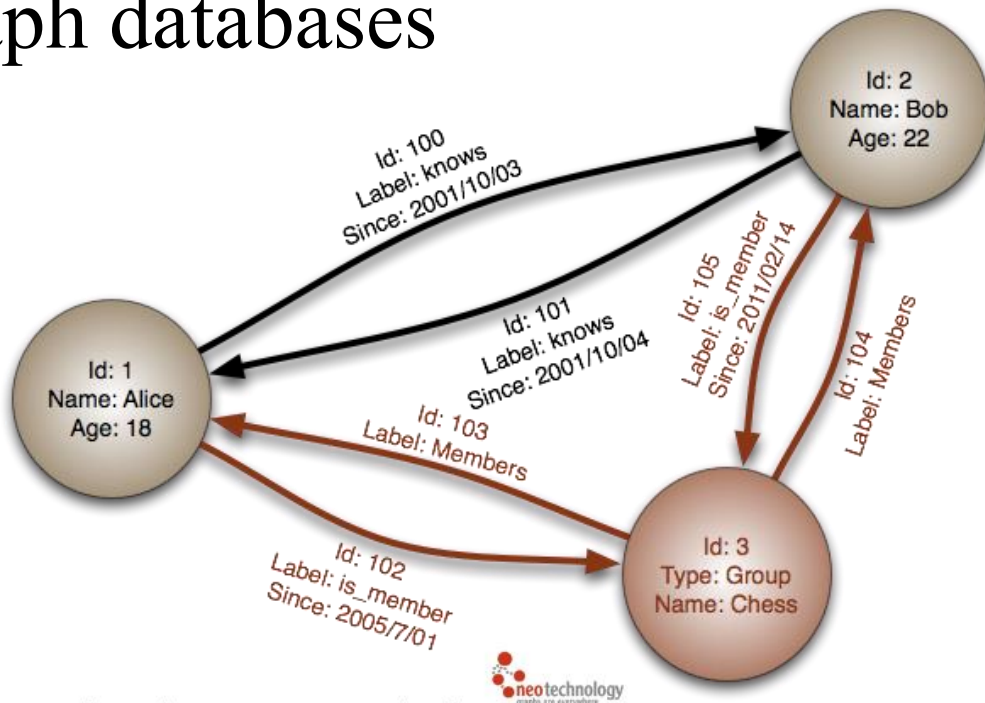 databases
Id: 2
Name: Bob
Age: 22
Id: 100
Label: knows
Since: 2001/10/03
Id: 101
Label: knows
Since: 2001/10/04
Id: 105
Label: is_member
Since: 2011/02/14
Id: 104
Label: Members
Id: 1
Name: Alice
Age: 18
Id: 103
Label: Members
Id: 102
Label: is_member
Since: 2005/7/01
Id: 3
Type: Group
Name: Chess
neotechnology
graphs are everywhere